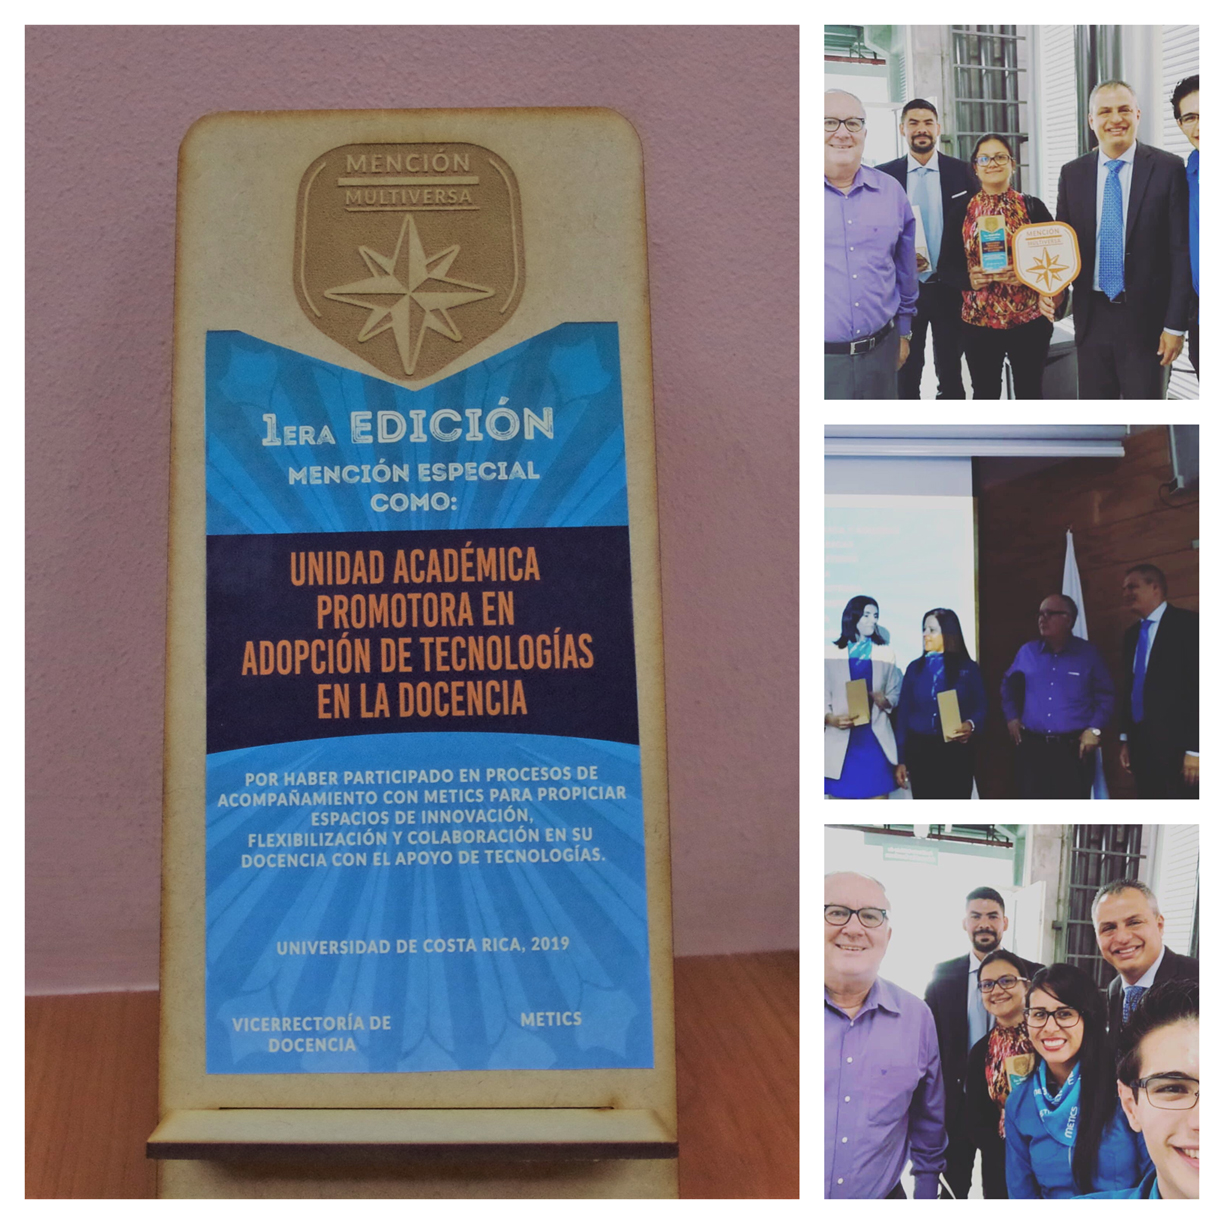 MENCIÓN
MULTIVERSA
1ERA EDICIÓN
MENCIÓN ESPECIAL
COMO:
UNIDAD ACADÉMICA
PROMOTORA EN
ADOPCIÓN DE TECNOLOGÍAS
EN LA DOCENCIA
POR HABER PARTICIPADO EN PROCESOS DE
ACOMPAÑAMIENTO CON METICS PARA PROPICIAR
ESPACIOS DE INNOVACIÓN,
FLEXIBILIZACIÓN Y COLABORACIÓN EN SU
DOCENCIA CON EL APOYO DE TECNOLOGÍAS.
UNIVERSIDAD DE COSTA RICA, 2019
VICERRECTORÍA DE
DOCENCIA
METICS
MENCIÓN
MULTIVERSA
METICS